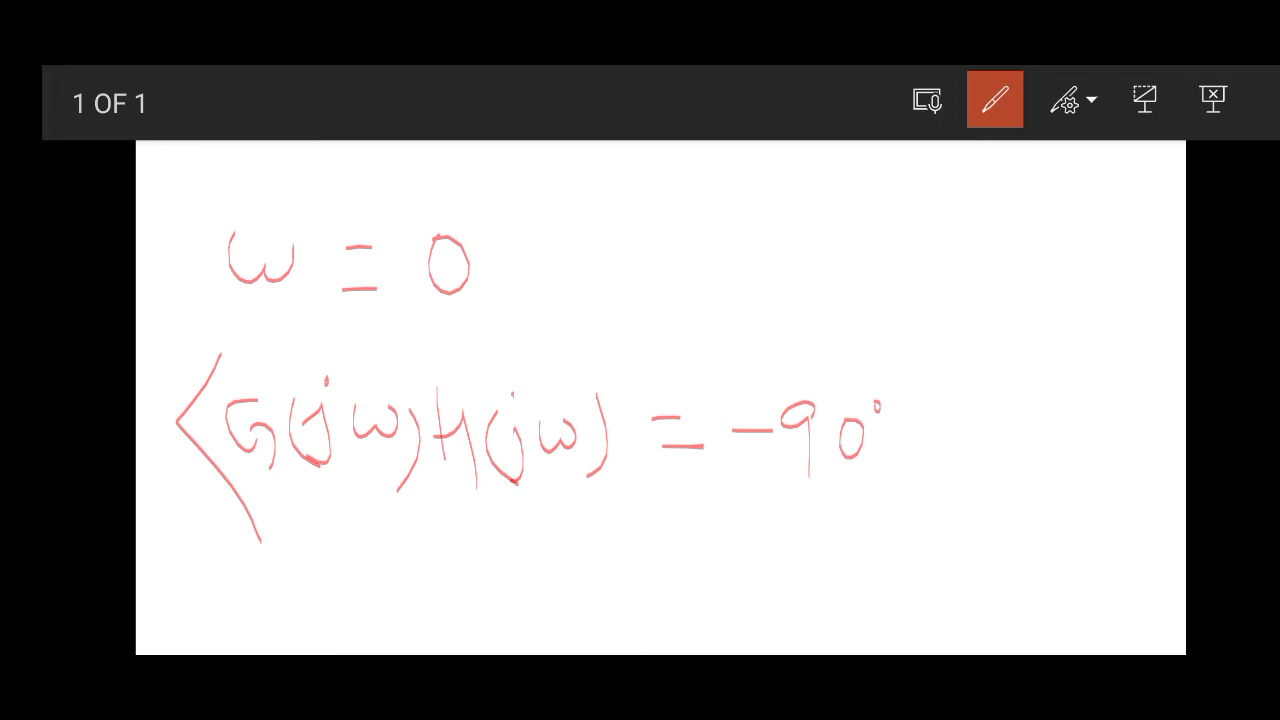 1 OF 1
ω = 0
∠G(jω)H(jω) = -90°